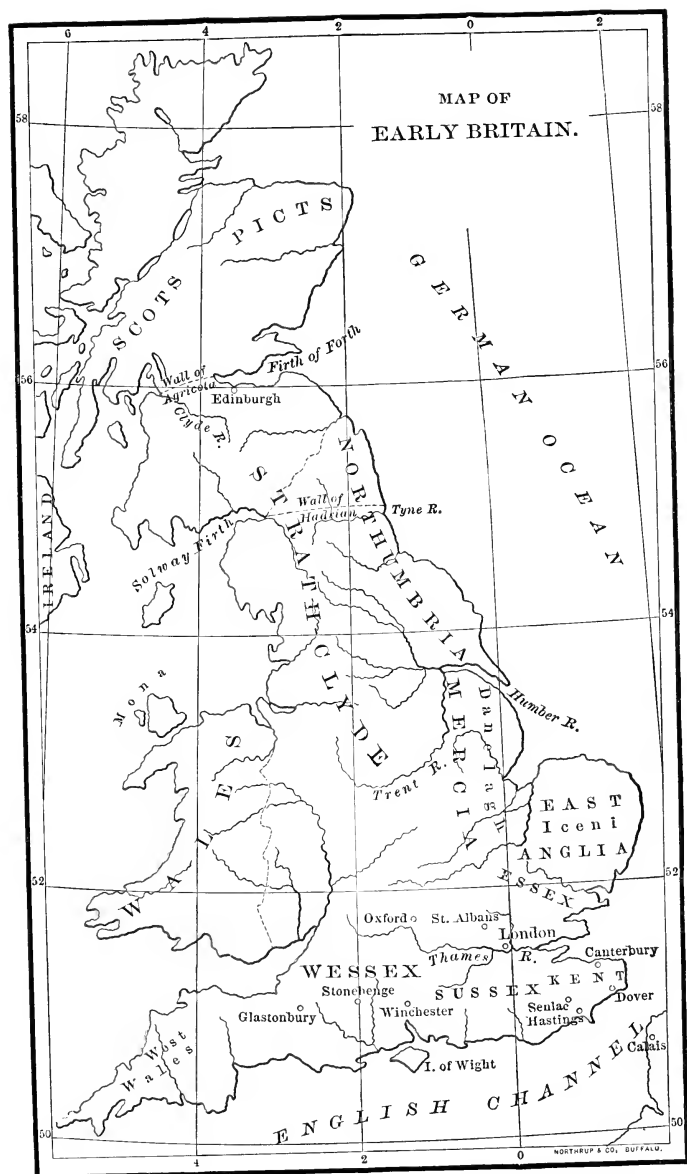 6 4 2 0 2
MAP OF
EARLY BRITAIN.
58
58
PICTS
SCOTS
GERMAN OCEAN
56
56
Firth of Forth
Wall of
Agricola
Edinburgh
Clyde R.
STRATHCLYDE
NORTHUMBRIA
Wall of
Hadrian
Tyne R.
Solway Firth
IRELAND
54
54
Mona
Humber R.
MERCIA
Danelagh
Trent R.
WALES
EAST
Iceni
ANGLIA
52
52
ESSEX
Oxford
St. Albans
London
Thames R.
Canterbury
WESSEX
KENT
Stonehenge
SUSSEX
Dover
Glastonbury
Winchester
Senlac
Hastings
West
Wales
Calais
I. of Wight
ENGLISH CHANNEL
50
50
4 2 0
NORTHRUP & CO, BUFFALO.